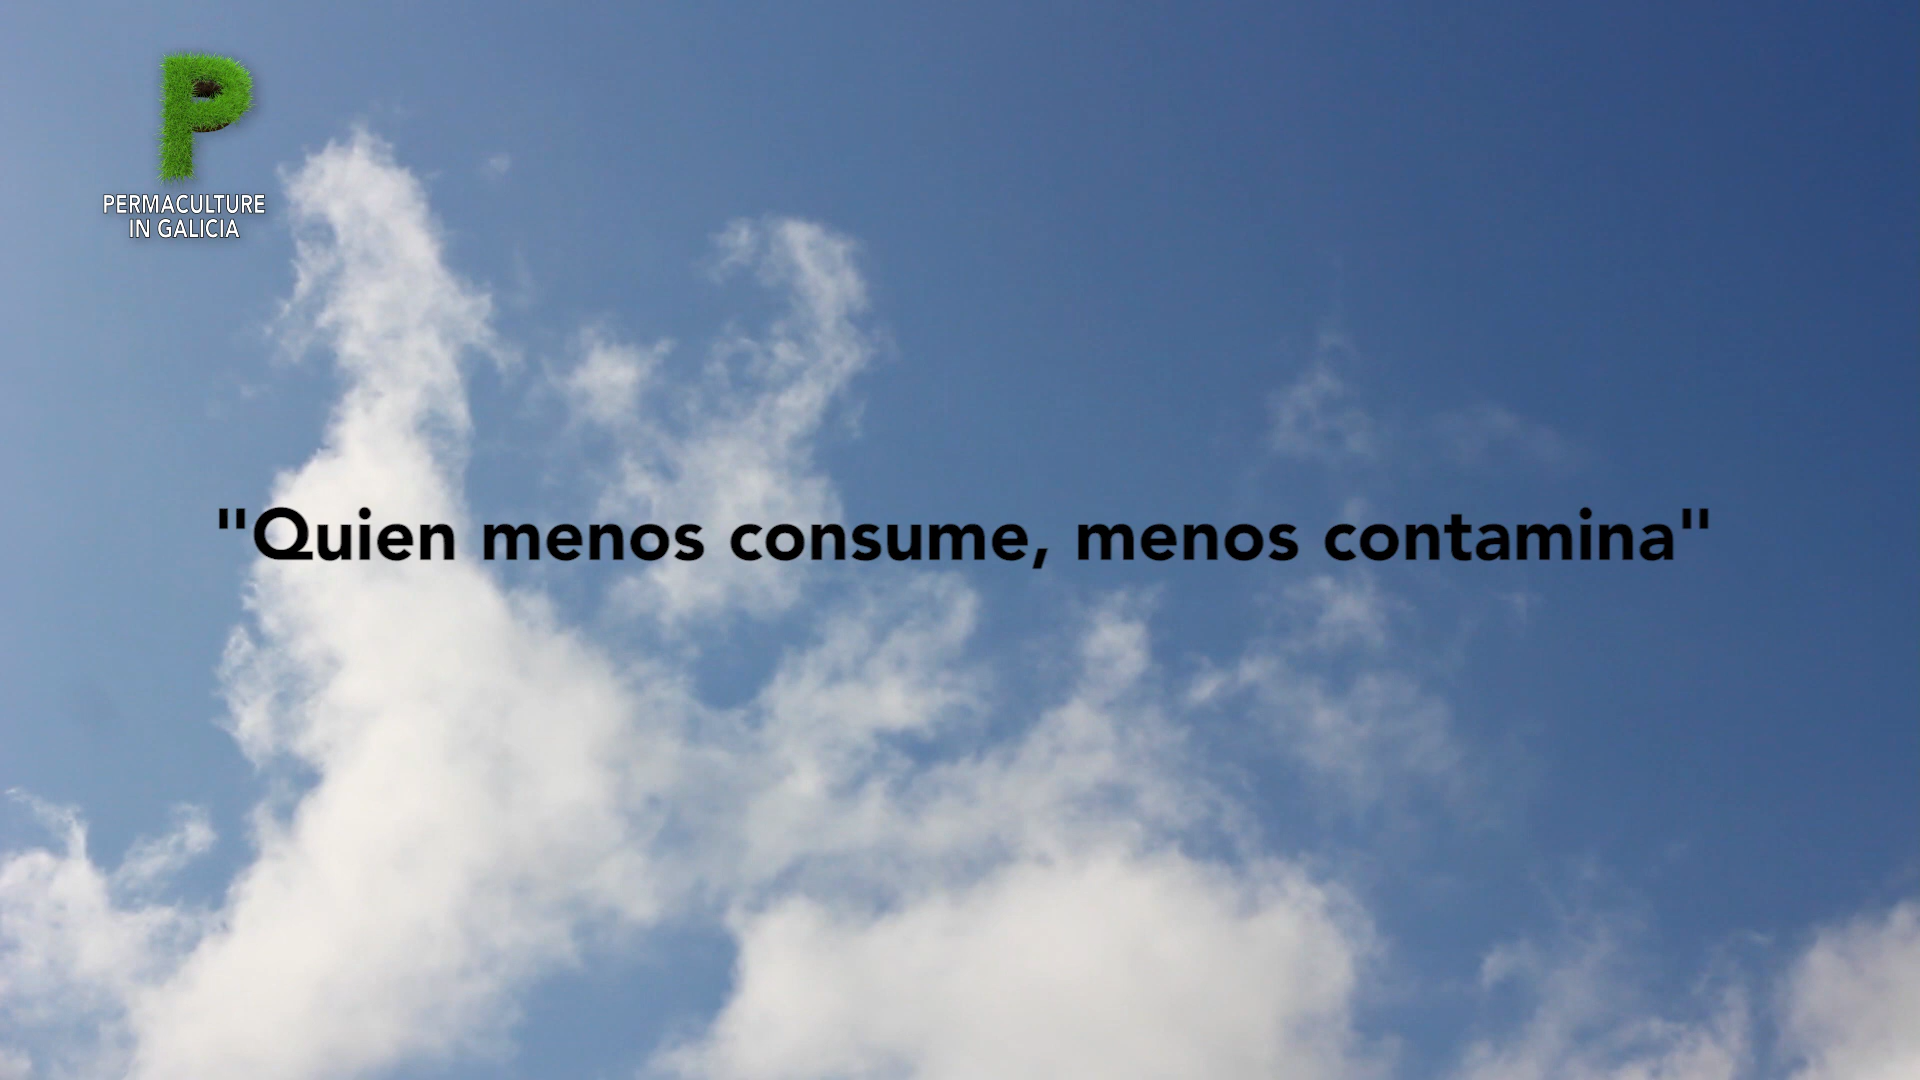 P
PERMACULTURE
IN GALICIA
"Quien menos consume, menos contamina"